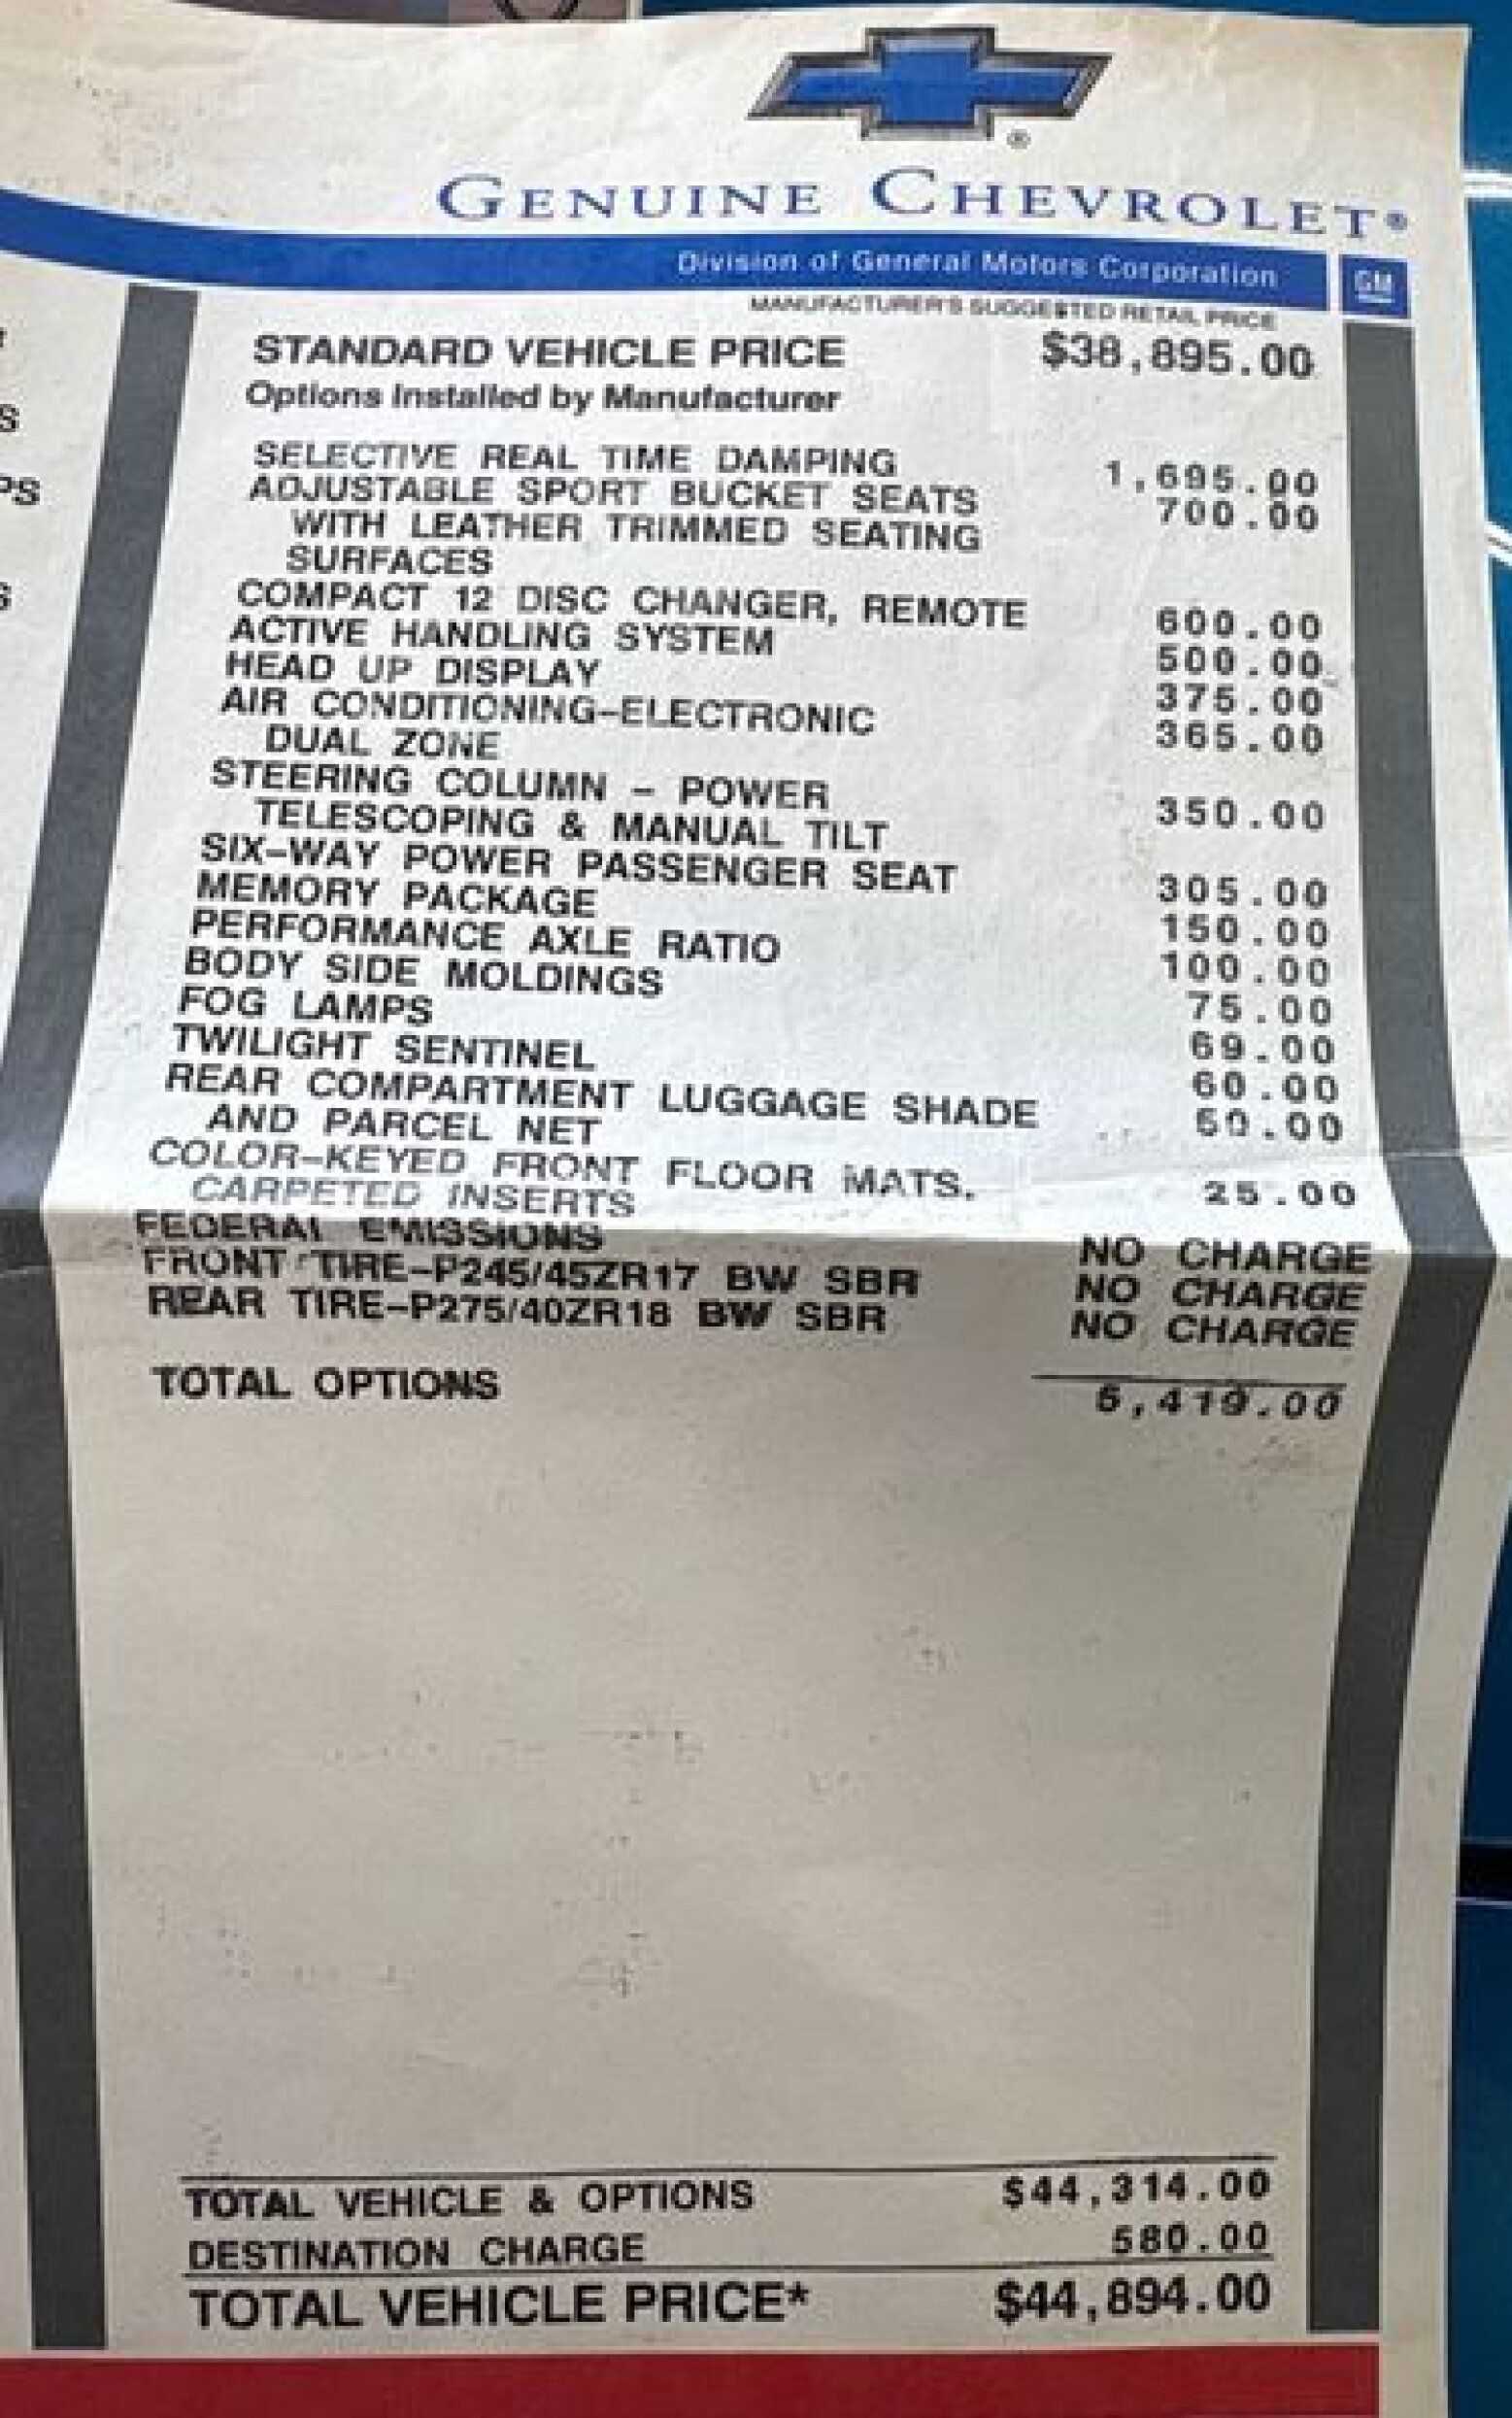 GENUINE CHEVROLET®
Division of General Motors Corporation GM
MANUFACTURER'S SUGGESTED RETAIL PRICE
STANDARD VEHICLE PRICE $38,895.00
Options Installed by Manufacturer
SELECTIVE REAL TIME DAMPING 1,695.00
ADJUSTABLE SPORT BUCKET SEATS 700.00
WITH LEATHER TRIMMED SEATING
SURFACES
COMPACT 12 DISC CHANGER, REMOTE 600.00
ACTIVE HANDLING SYSTEM 500.00
HEAD UP DISPLAY 375.00
AIR CONDITIONING-ELECTRONIC 365.00
DUAL ZONE
STEERING COLUMN - POWER 350.00
TELESCOPING & MANUAL TILT
SIX-WAY POWER PASSENGER SEAT 305.00
MEMORY PACKAGE 150.00
PERFORMANCE AXLE RATIO 100.00
BODY SIDE MOLDINGS 75.00
FOG LAMPS 69.00
TWILIGHT SENTINEL 60.00
REAR COMPARTMENT LUGGAGE SHADE 50.00
AND PARCEL NET
COLOR-KEYED FRONT FLOOR MATS. 25.00
CARPETED INSERTS
FEDERAL EMISSIONS NO CHARGE
FRONT TIRE-P245/45ZR17 BW SBR NO CHARGE
REAR TIRE-P275/40ZR18 BW SBR NO CHARGE
TOTAL OPTIONS 5,419.00
TOTAL VEHICLE & OPTIONS $44,314.00
DESTINATION CHARGE 580.00
TOTAL VEHICLE PRICE* $44,894.00